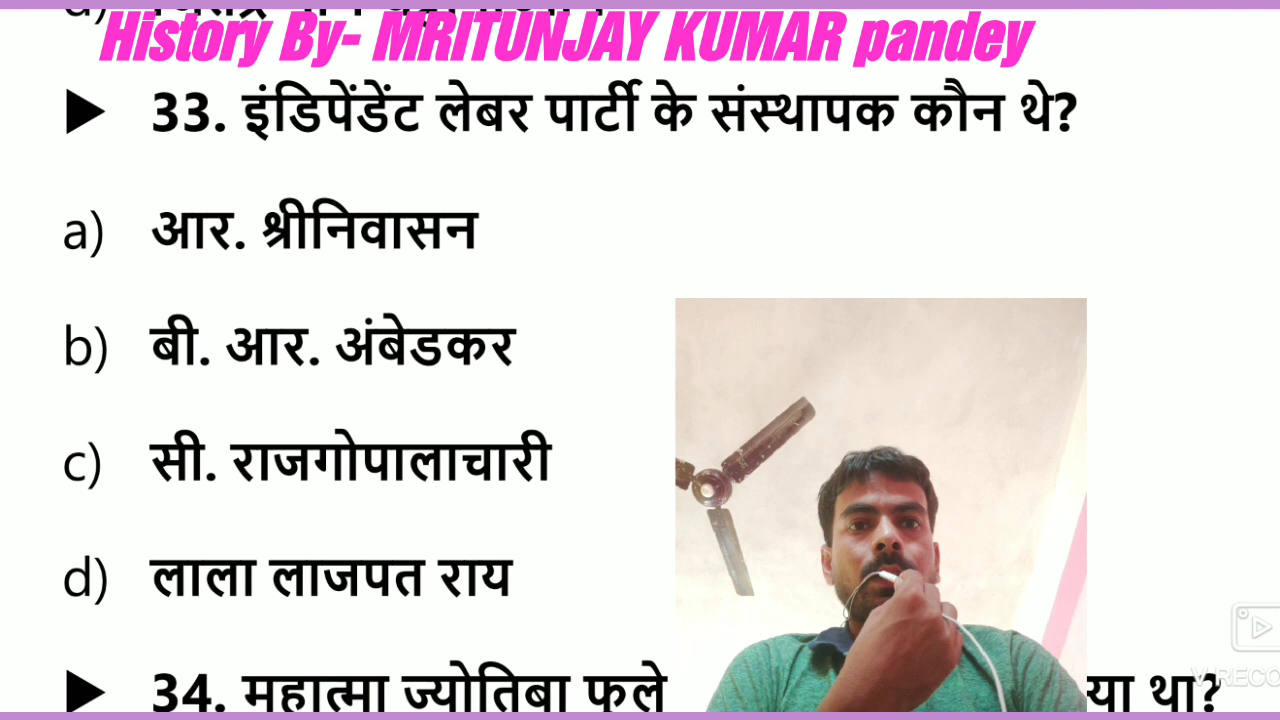 History By- MRITUNJAY KUMAR pandey
▶ 33. इंडिपेंडेंट लेबर पार्टी के संस्थापक कौन थे?
a) आर. श्रीनिवासन
b) बी. आर. अंबेडकर
c) सी. राजगोपालाचारी
d) लाला लाजपत राय
▶ 34. महात्मा ज्योतिबा फुले था?